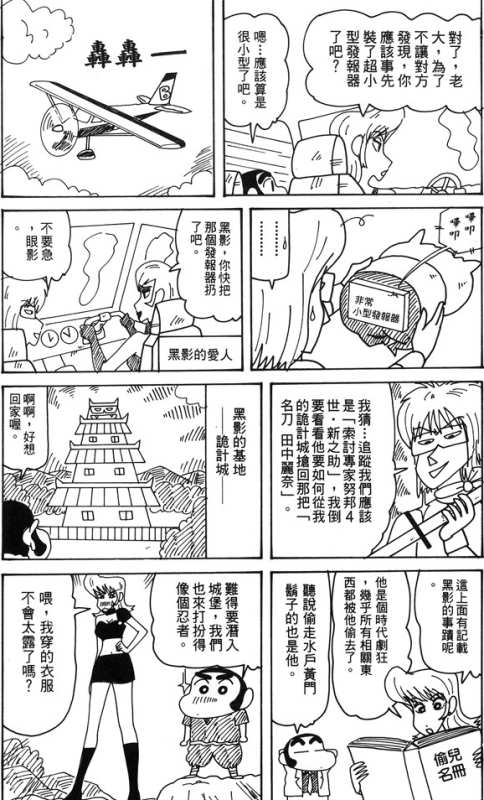 對了，老
大，為了
不讓對方
發現，你
應該事先
裝了超小
型發報器
了吧？
嗯…應該算是
很小型了吧。
轟轟—
嗶叩
嗶叩
非常
小型發報器
…………
黑影，你快把
那個發報器扔
了吧。
黑影的愛人
不要急
，眼影
。
我猜…追蹤我們應該
是「索討專家努邦4
世．新之助」，我倒
要看看他要如何從我
的詭計城搶回那把「
名刀 田中麗奈」。
黑影的基地
詭計城——
啊啊，好想
回家喔。
這上面有記載
黑影的事蹟呢
。
他是個時代劇狂
，幾乎所有相關東
西都被他偷去了。
聽說偷走水戶黃門
鬍子的也是他。
偷兒
名冊
難得要潛入
城堡，我們
也來打扮得
像個忍者。
喂，我穿的衣服
不會太露了嗎？